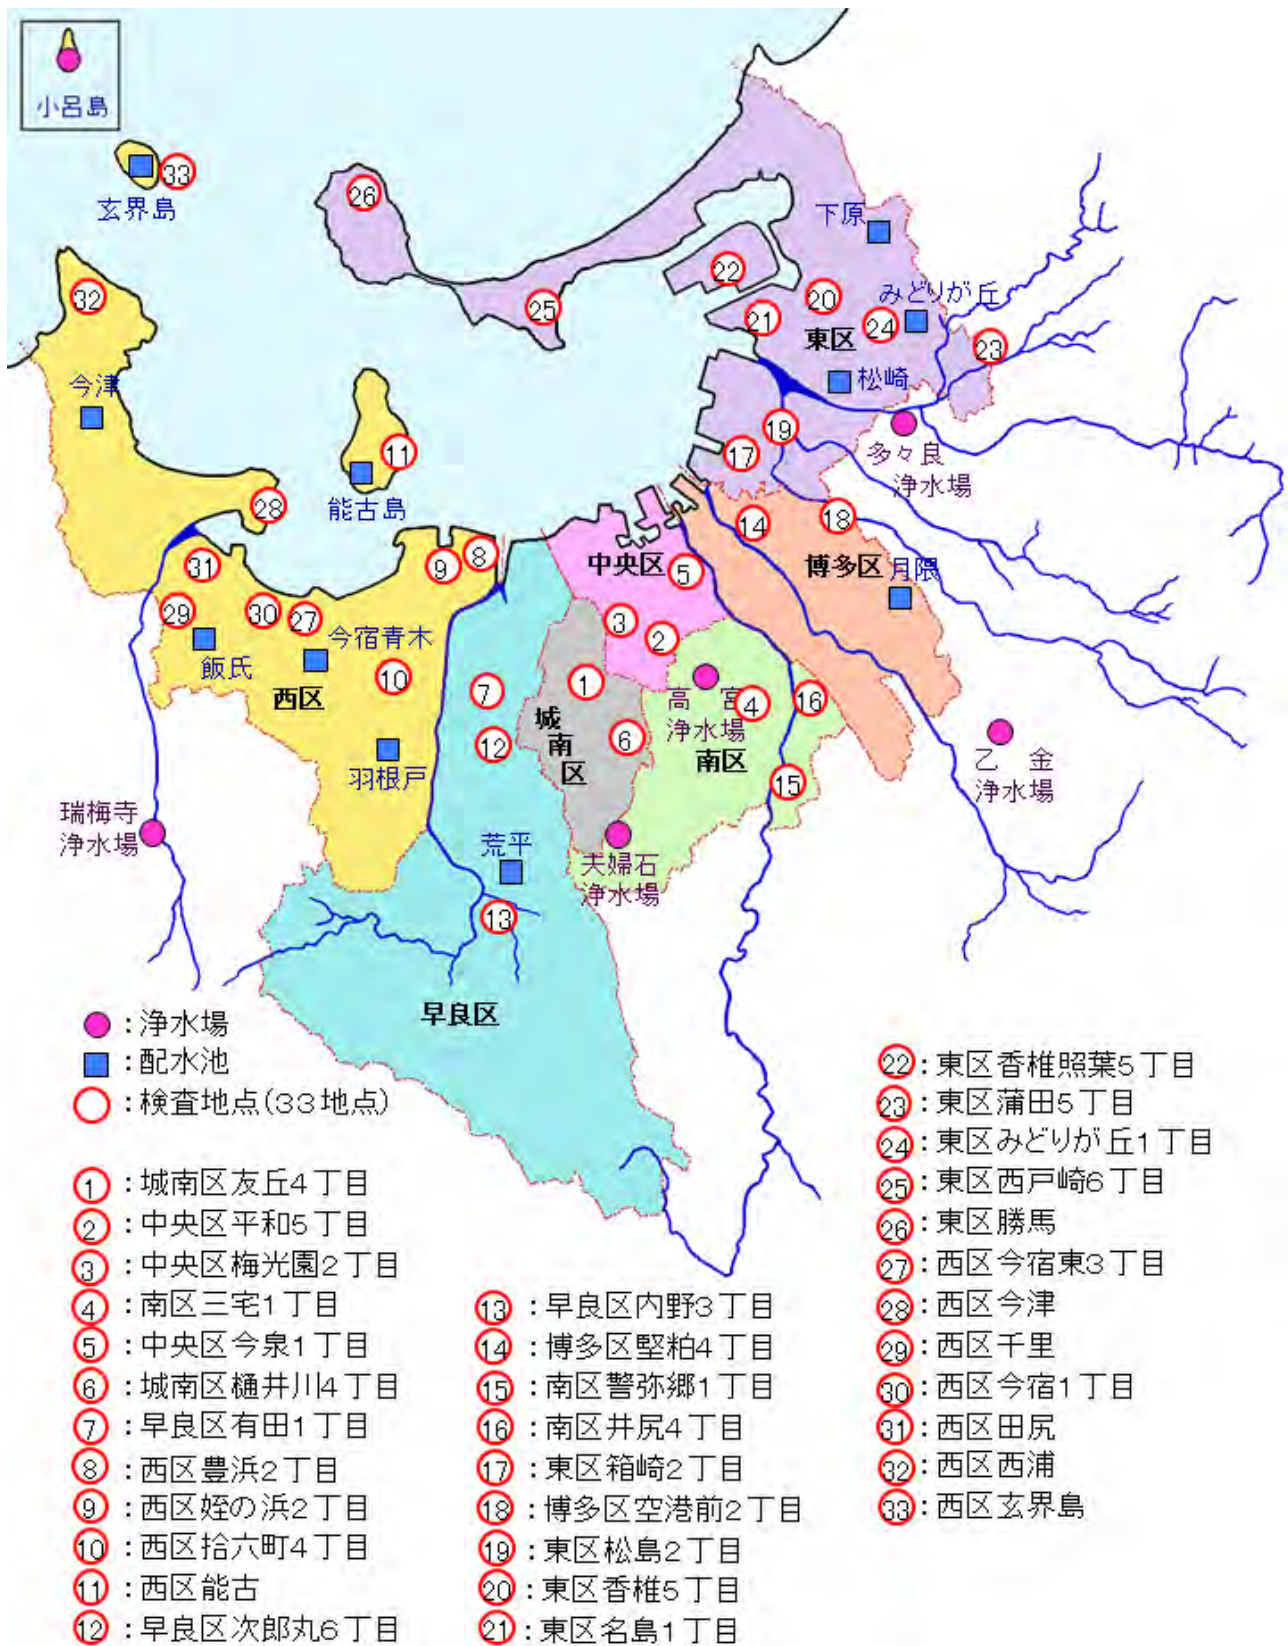 小呂島
33
玄界島
26
下原
22
32
25
20
みどりが丘
21
24
東区
23
今津
松崎
19
11
17
多々良
浄水場
28
能古島
14
18
8
中央区
博多区
月隈
31
9
5
29
30
27
3
2
今宿青木
飯氏
10
1
西区
7
高宮
浄水場
4
16
城南区
6
12
南区
乙金
浄水場
羽根戸
15
瑞梅寺
浄水場
荒平
夫婦石
浄水場
13
早良区
:浄水場
:配水池
:検査地点(33地点)
1:城南区友丘4丁目
2:中央区平和5丁目
3:中央区梅光園2丁目
4:南区三宅1丁目
5:中央区今泉1丁目
6:城南区樋井川4丁目
7:早良区有田1丁目
8:西区豊浜2丁目
9:西区姪の浜2丁目
10:西区拾六町4丁目
11:西区能古
12:早良区次郎丸6丁目
13:早良区内野3丁目
14:博多区堅粕4丁目
15:南区警弥郷1丁目
16:南区井尻4丁目
17:東区箱崎2丁目
18:博多区空港前2丁目
19:東区松島2丁目
20:東区香椎5丁目
21:東区名島1丁目
22:東区香椎照葉5丁目
23:東区蒲田5丁目
24:東区みどりが丘1丁目
25:東区西戸崎6丁目
26:東区勝馬
27:西区今宿東3丁目
28:西区今津
29:西区千里
30:西区今宿1丁目
31:西区田尻
32:西区西浦
33:西区玄界島